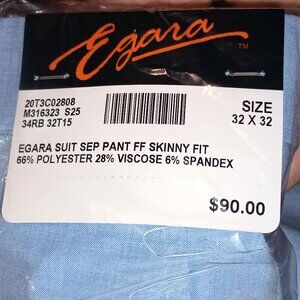 Egara TM
20T3C02808
M316323 S25
34RB 32T15
SIZE
32 X 32
EGARA SUIT SEP PANT FF SKINNY FIT
66% POLYESTER 28% VISCOSE 6% SPANDEX
$90.00